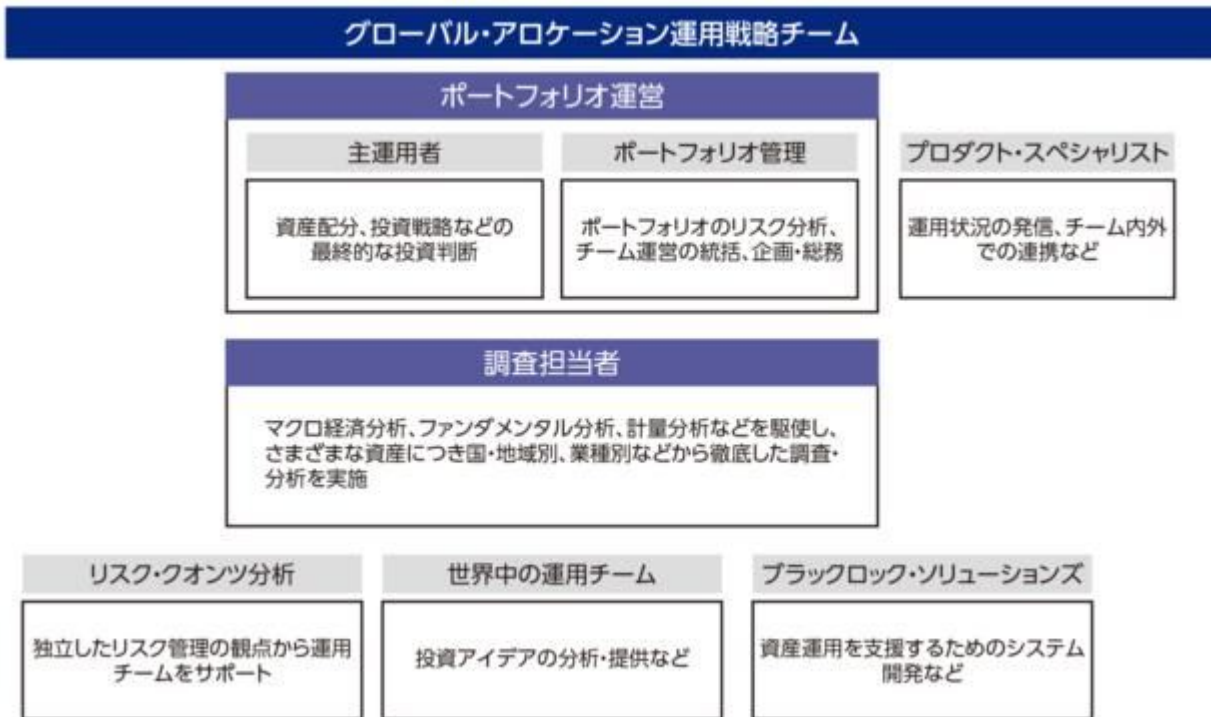 グローバル・アロケーション運用戦略チーム
ポートフォリオ運営
主運用者
資産配分、投資戦略などの
最終的な投資判断
ポートフォリオ管理
ポートフォリオのリスク分析、
チーム運営の統括、企画・総務
プロダクト・スペシャリスト
運用状況の発信、チーム内外
での連携など
調査担当者
マクロ経済分析、ファンダメンタル分析、計量分析などを駆使し、
さまざまな資産につき国・地域別、業種別などから徹底した調査・
分析を実施
リスク・クオンツ分析
独立したリスク管理の観点から運用
チームをサポート
世界中の運用チーム
投資アイデアの分析・提供など
ブラックロック・ソリューションズ
資産運用を支援するためのシステム
開発など